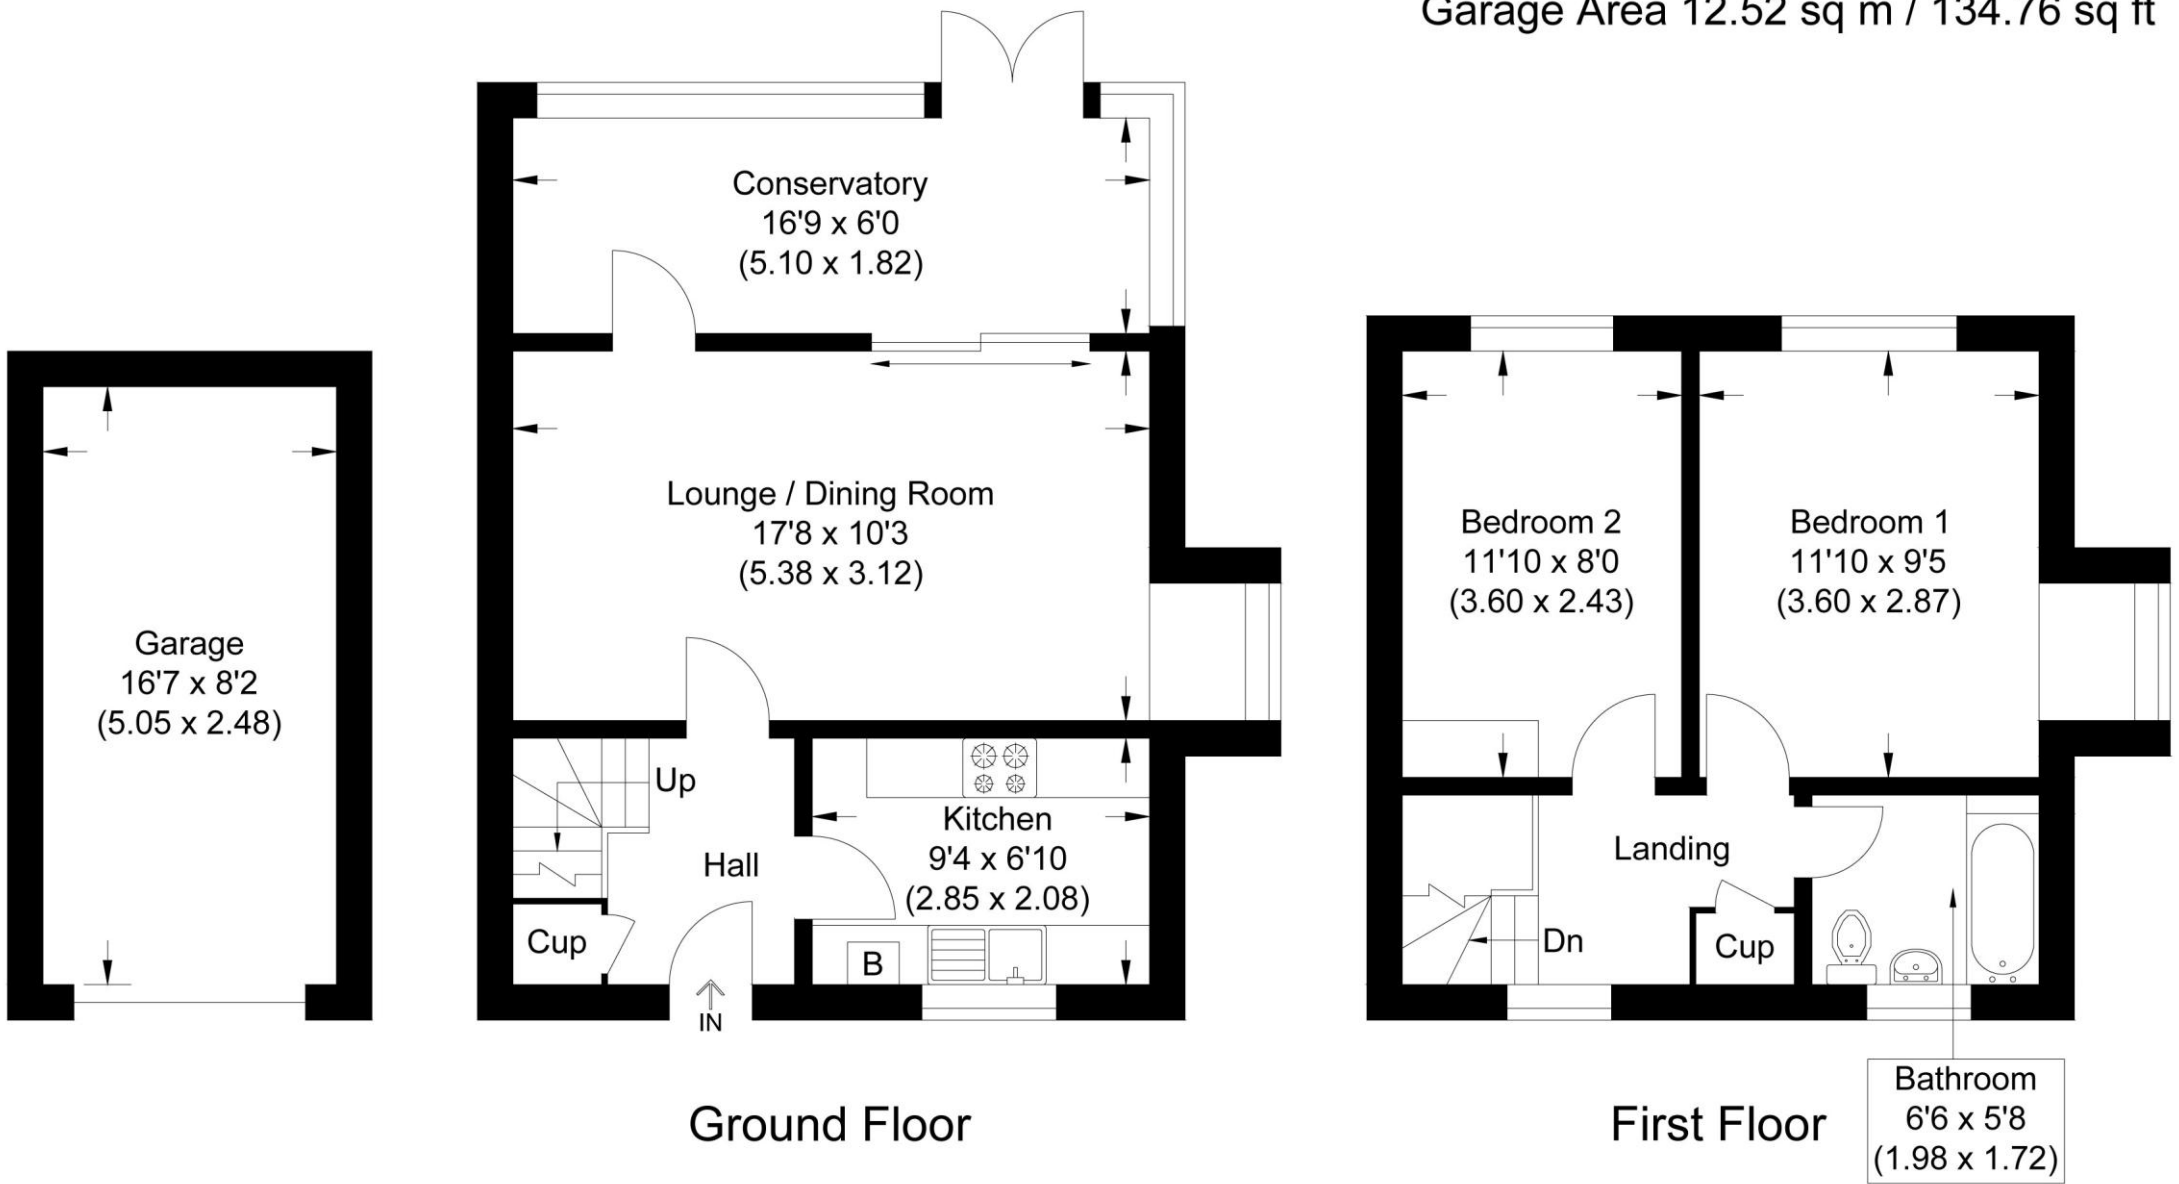 Garage Area 12.52 sq m / 134.76 sq ft
Conservatory
16'9 x 6'0
(5.10 x 1.82)
Lounge / Dining Room
17'8 x 10'3
(5.38 x 3.12)
Garage
16'7 x 8'2
(5.05 x 2.48)
Up
Hall
Kitchen
9'4 x 6'10
(2.85 x 2.08)
Cup
B
IN
Ground Floor
Bedroom 2
11'10 x 8'0
(3.60 x 2.43)
Bedroom 1
11'10 x 9'5
(3.60 x 2.87)
Landing
Dn
Cup
Bathroom
6'6 x 5'8
(1.98 x 1.72)
First Floor